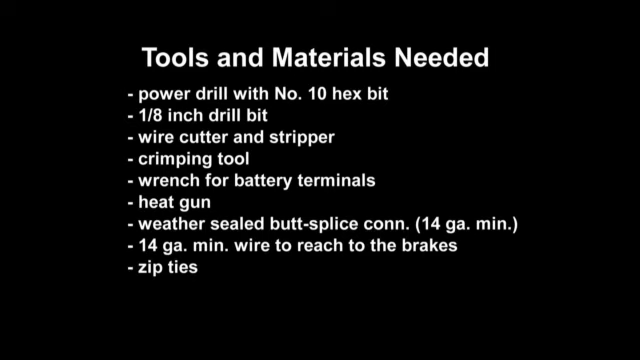 Tools and Materials Needed
- power drill with No. 10 hex bit
- 1/8 inch drill bit
- wire cutter and stripper
- crimping tool
- wrench for battery terminals
- heat gun
- weather sealed butt-splice conn. (14 ga. min.)
- 14 ga. min. wire to reach to the brakes
- zip ties